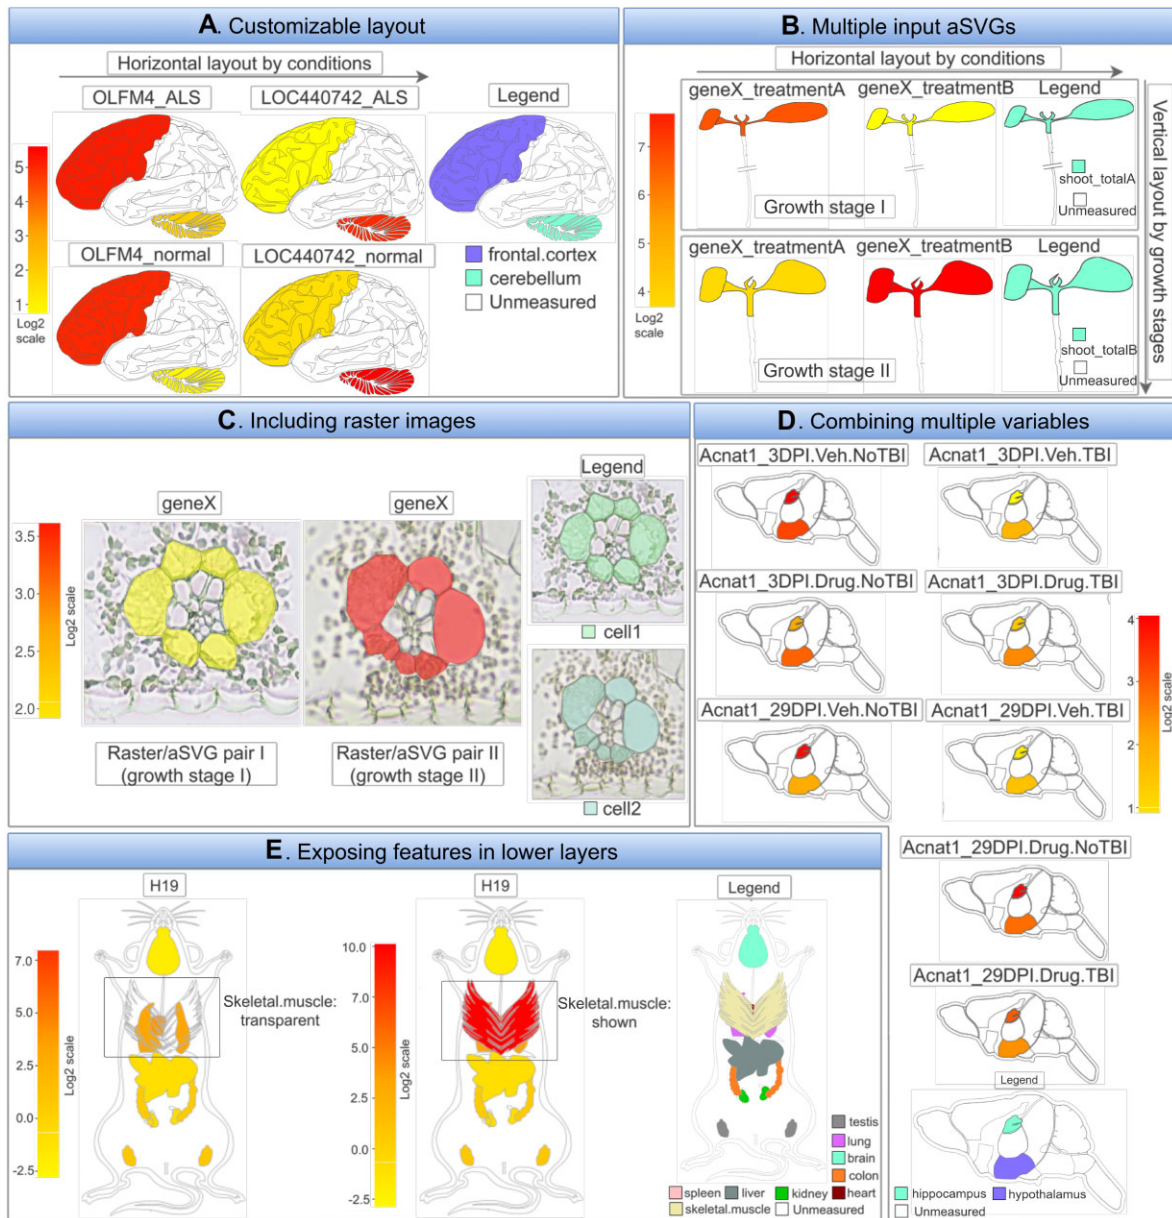 A. Customizable layout
Horizontal layout by conditions
OLFM4_ALS
LOC440742_ALS
Legend
5
4
3
2
1
Log2
scale
OLFM4_normal
LOC440742_normal
frontal.cortex
cerebellum
Unmeasured
B. Multiple input aSVGs
Horizontal layout by conditions
geneX_treatmentA
geneX_treatmentB
Legend
7
6
5
4
Log2
scale
shoot_totalA
Unmeasured
Growth stage I
geneX_treatmentA
geneX_treatmentB
Legend
shoot_totalB
Unmeasured
Growth stage II
Vertical layout by growth stages
C. Including raster images
geneX
geneX
Legend
3.5
3.0
2.5
2.0
Log2 scale
cell1
cell2
Raster/aSVG pair I
(growth stage I)
Raster/aSVG pair II
(growth stage II)
D. Combining multiple variables
Acnat1_3DPI.Veh.NoTBI
Acnat1_3DPI.Veh.TBI
Acnat1_3DPI.Drug.NoTBI
Acnat1_3DPI.Drug.TBI
Acnat1_29DPI.Veh.NoTBI
Acnat1_29DPI.Veh.TBI
4
3
2
1
Log2 scale
Acnat1_29DPI.Drug.NoTBI
Acnat1_29DPI.Drug.TBI
Legend
hippocampus
hypothalamus
Unmeasured
E. Exposing features in lower layers
H19
H19
Legend
7.0
5.0
2.5
0.0
-2.5
Log2 scale
Skeletal.muscle:
transparent
10.0
7.5
5.0
2.5
0.0
-2.5
Log2 scale
Skeletal.muscle:
shown
testis
lung
brain
colon
spleen
liver
kidney
heart
skeletal.muscle
Unmeasured